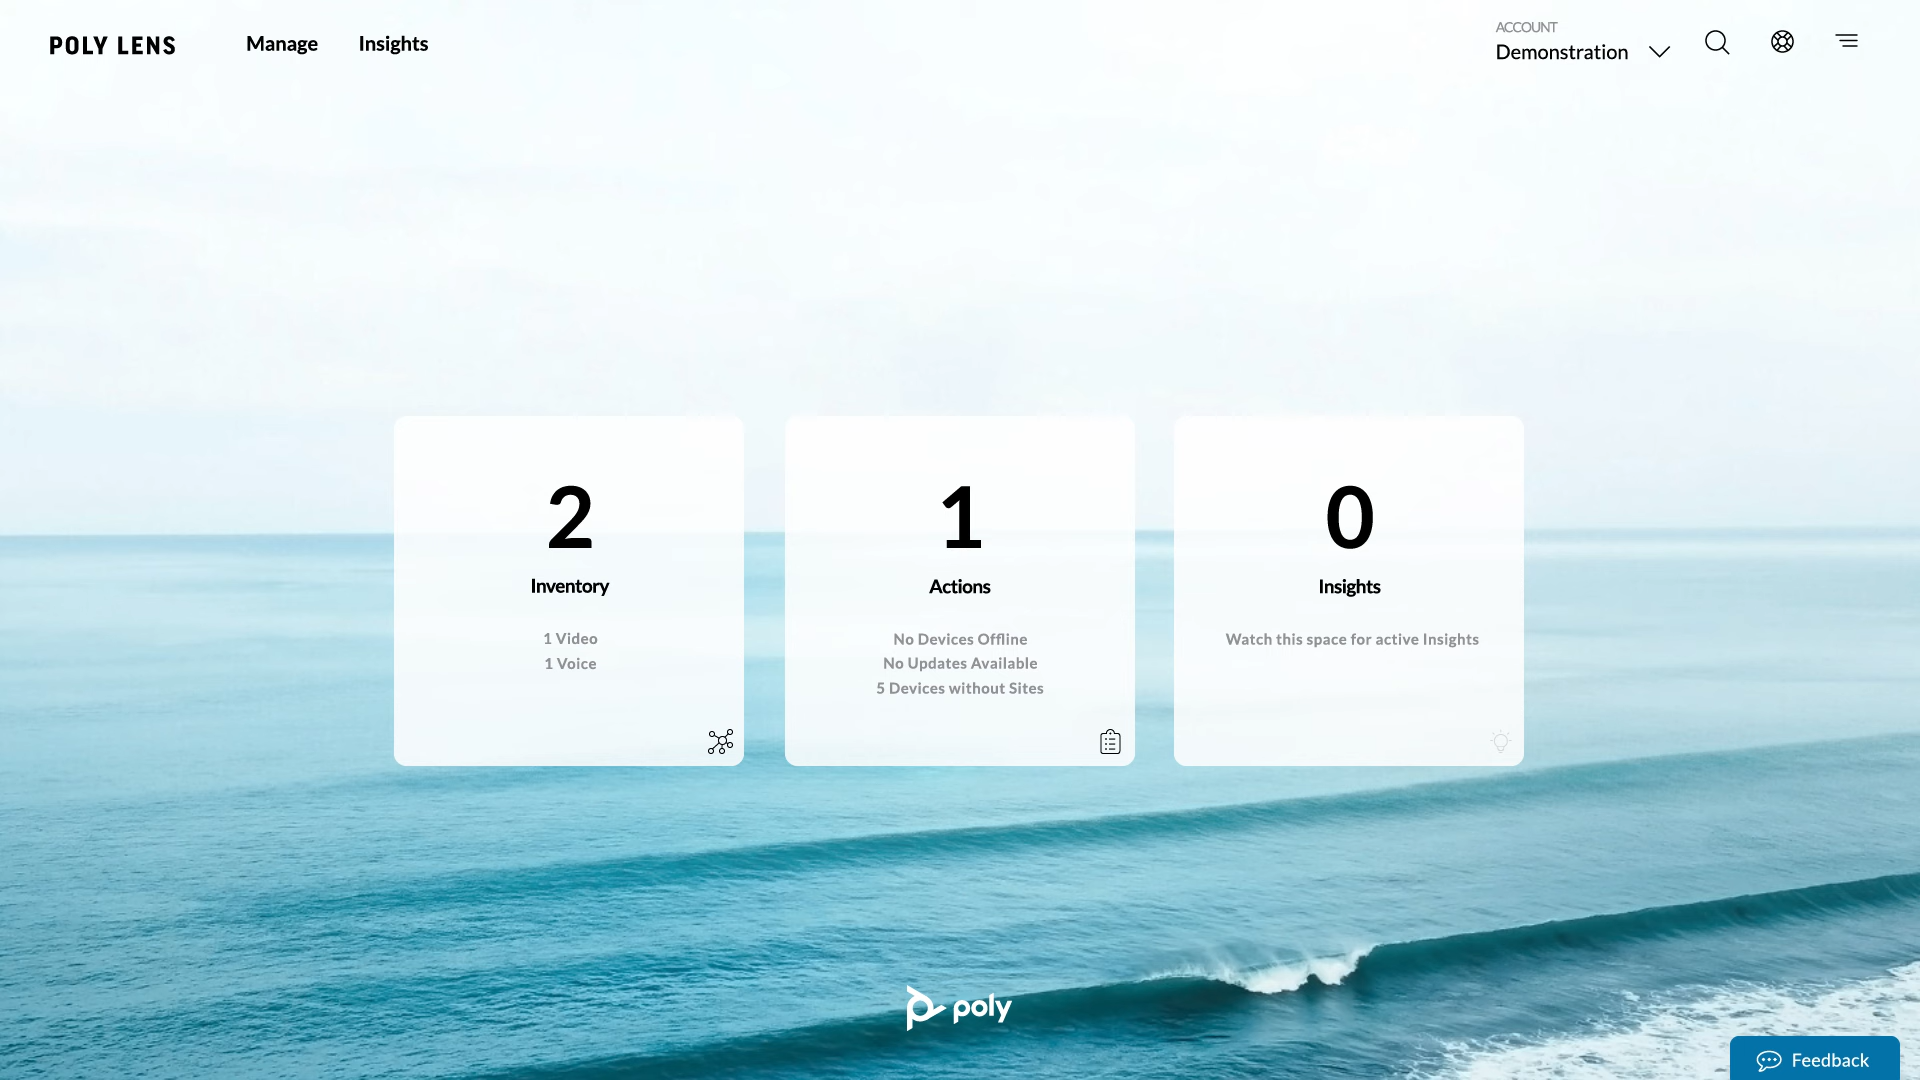 POLY LENS
Manage
Insights
ACCOUNT
Demonstration
2
Inventory
1 Video
1 Voice
1
Actions
No Devices Offline
No Updates Available
5 Devices without Sites
0
Insights
Watch this space for active Insights
poly
Feedback